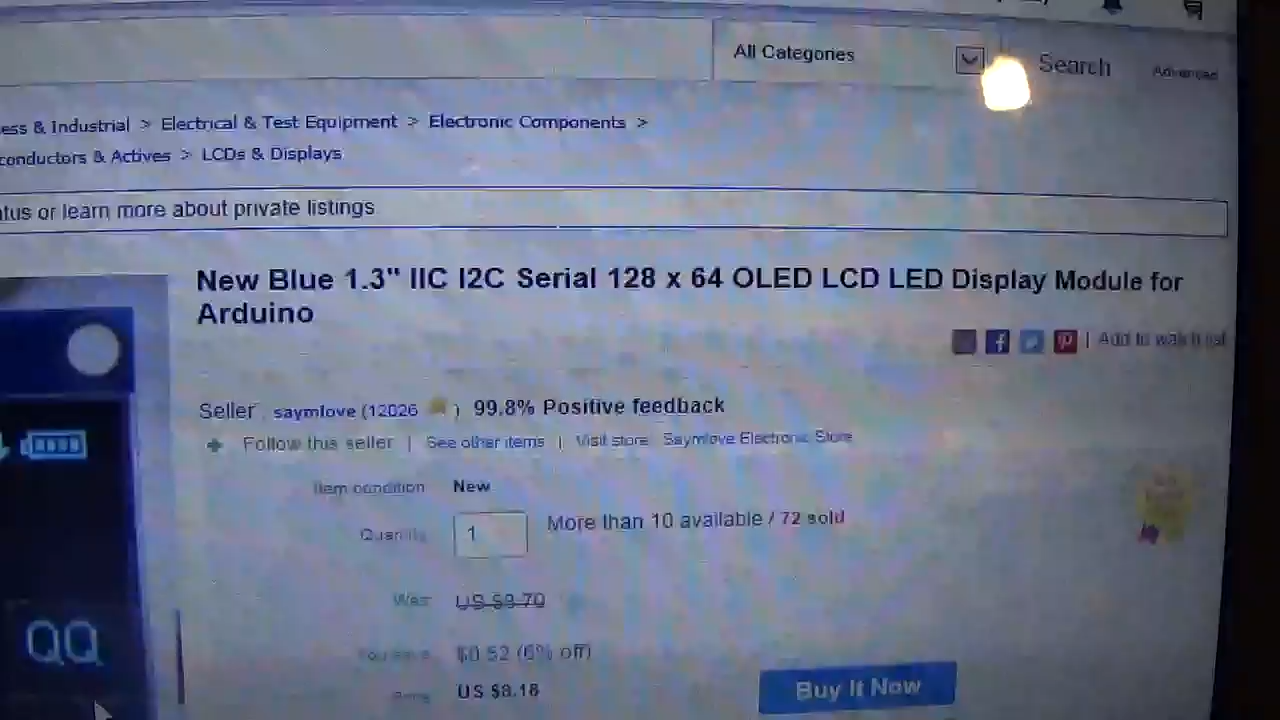 All Categories Search Advanced
ess & Industrial > Electrical & Test Equipment > Electronic Components >
conductors & Actives > LCDs & Displays
atus or learn more about private listings
New Blue 1.3" IIC I2C Serial 128 x 64 OLED LCD LED Display Module for
Arduino
| Add to watch list
Seller saymlove (12026 ) 99.8% Positive feedback
Follow this seller | See other items | Visit store: Saymlove Electronic Store
Item condition New
Quantity 1 More than 10 available / 72 sold
Was
You save $0.52 (6% off)
Price US $8.18
Buy It Now
QQ